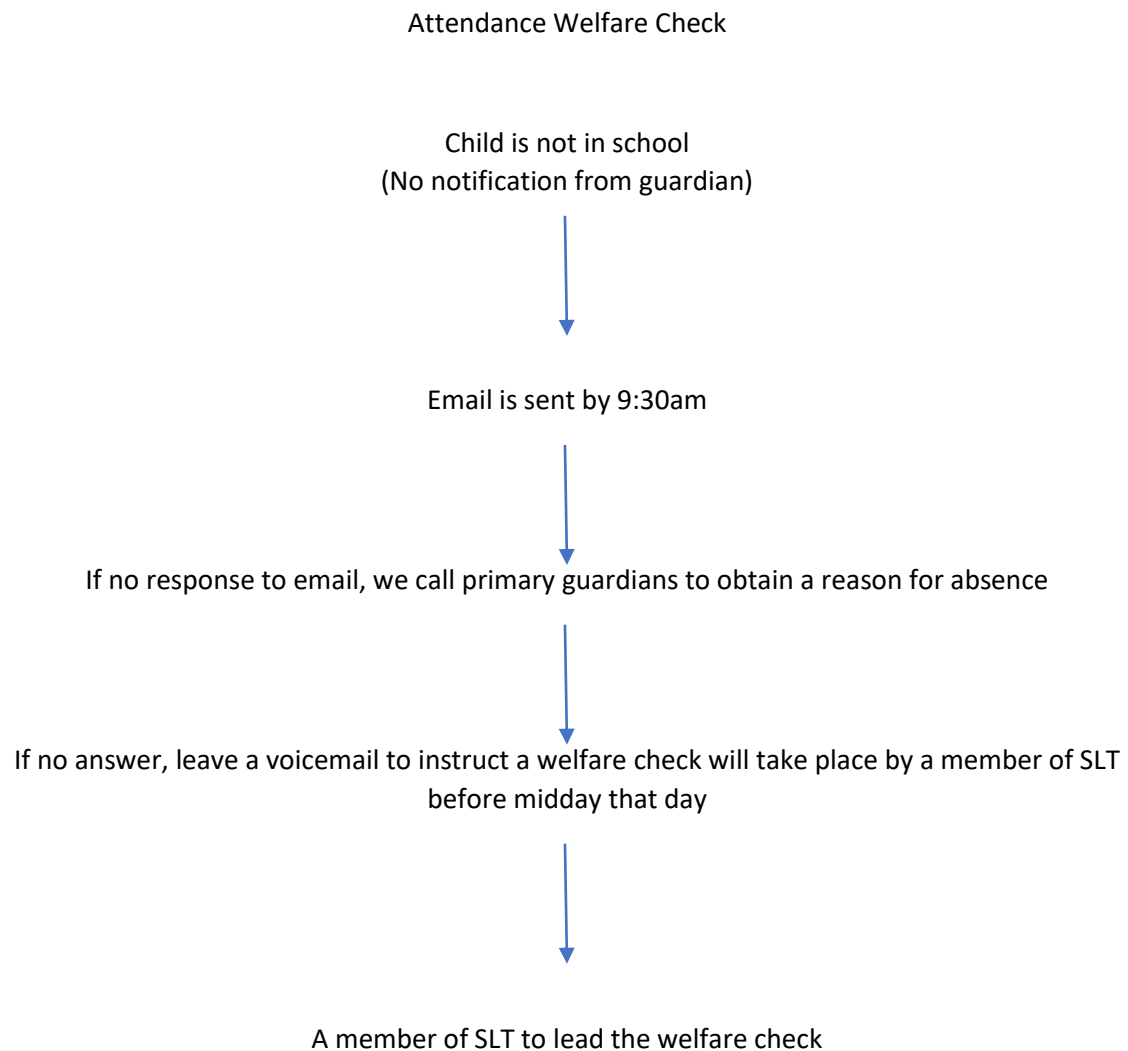 Attendance Welfare Check
Child is not in school
(No notification from guardian)
Email is sent by 9:30am
If no response to email, we call primary guardians to obtain a reason for absence
If no answer, leave a voicemail to instruct a welfare check will take place by a member of SLT
before midday that day
A member of SLT to lead the welfare check